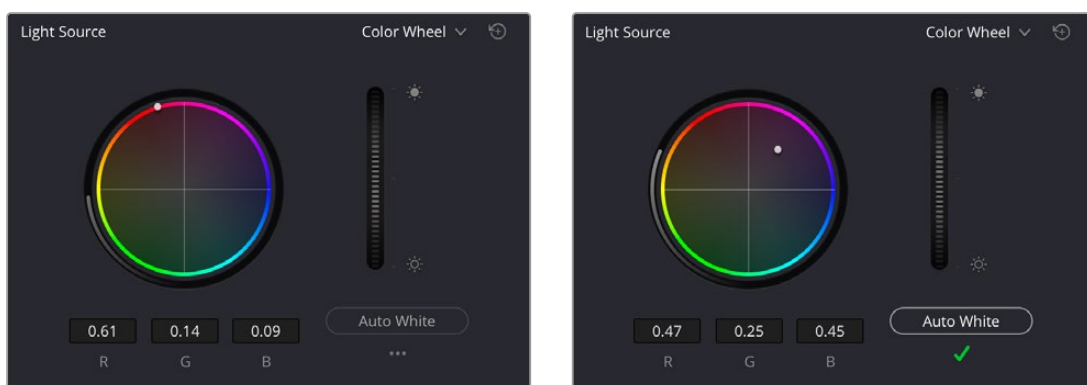 Light Source Color Wheel
0.61 0.14 0.09
R G B
Auto White
•••
Light Source Color Wheel
0.47 0.25 0.45
R G B
Auto White